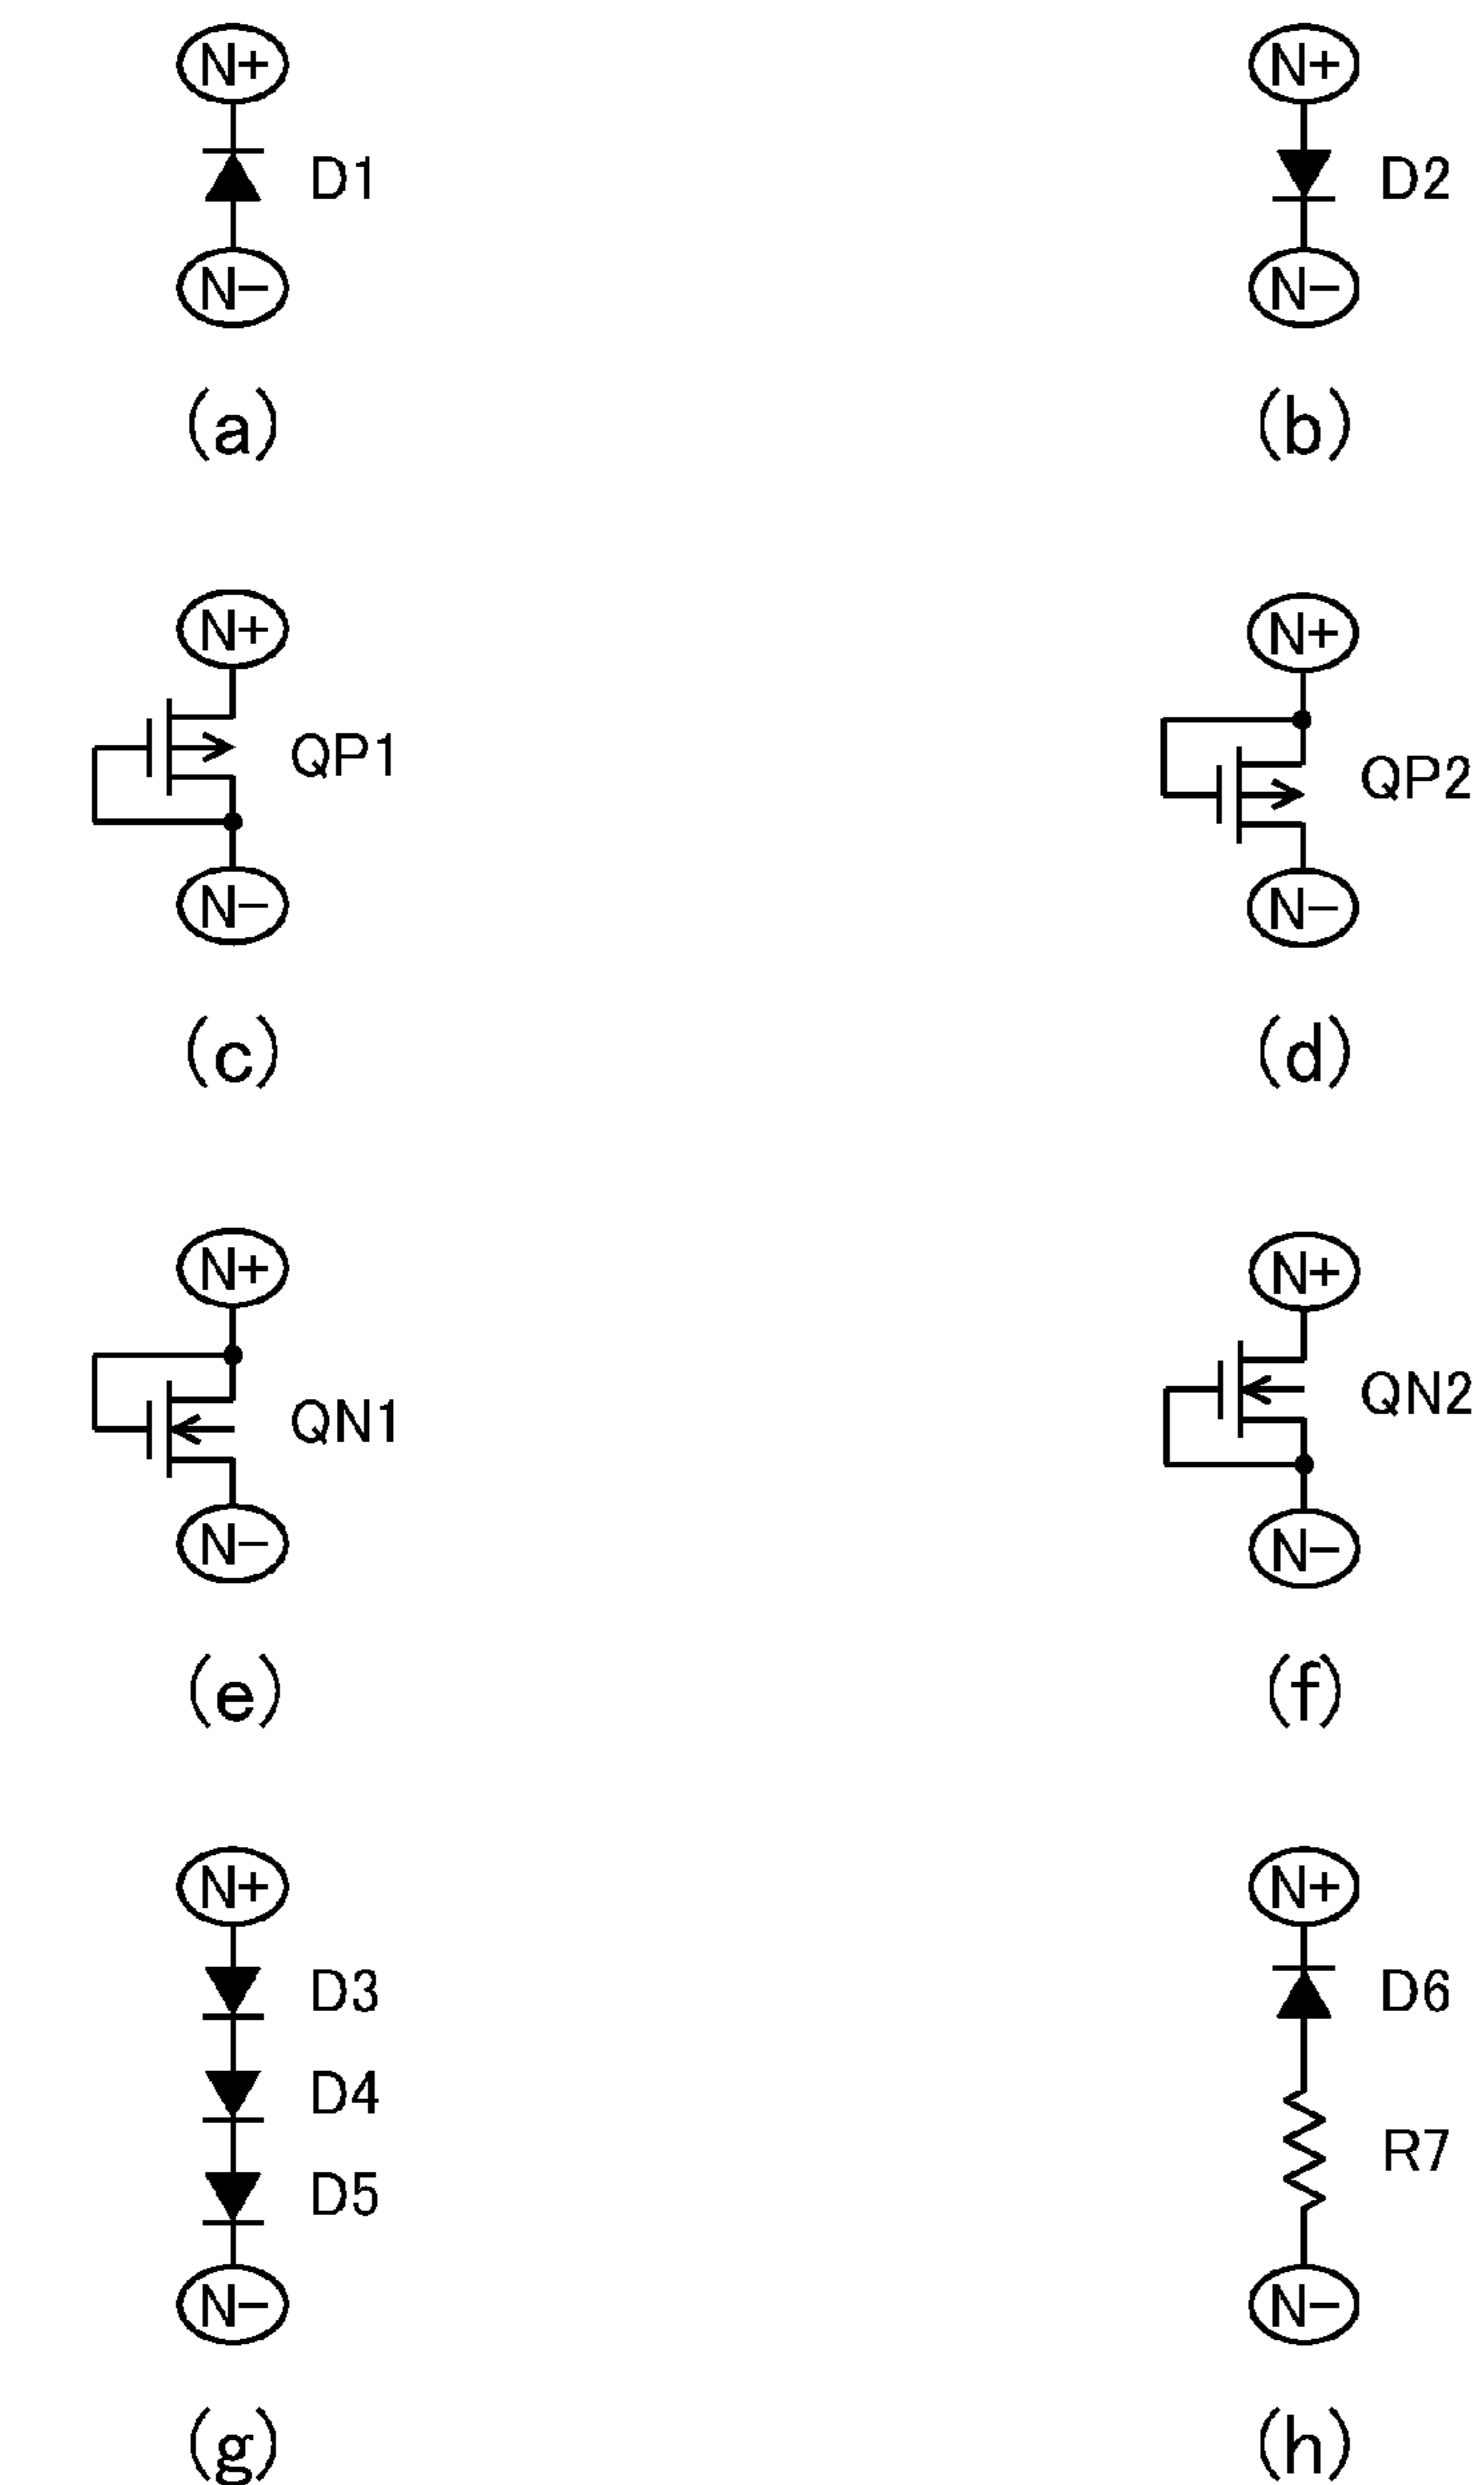 N+ N+
D1 D2
N- N-
(a) (b)
N+ N+
QP1 QP2
N- N-
(c) (d)
N+ N+
QN1 QN2
N- N-
(e) (f)
N+ N+
D3 D6
D4
R7
D5
N- N-
(g) (h)